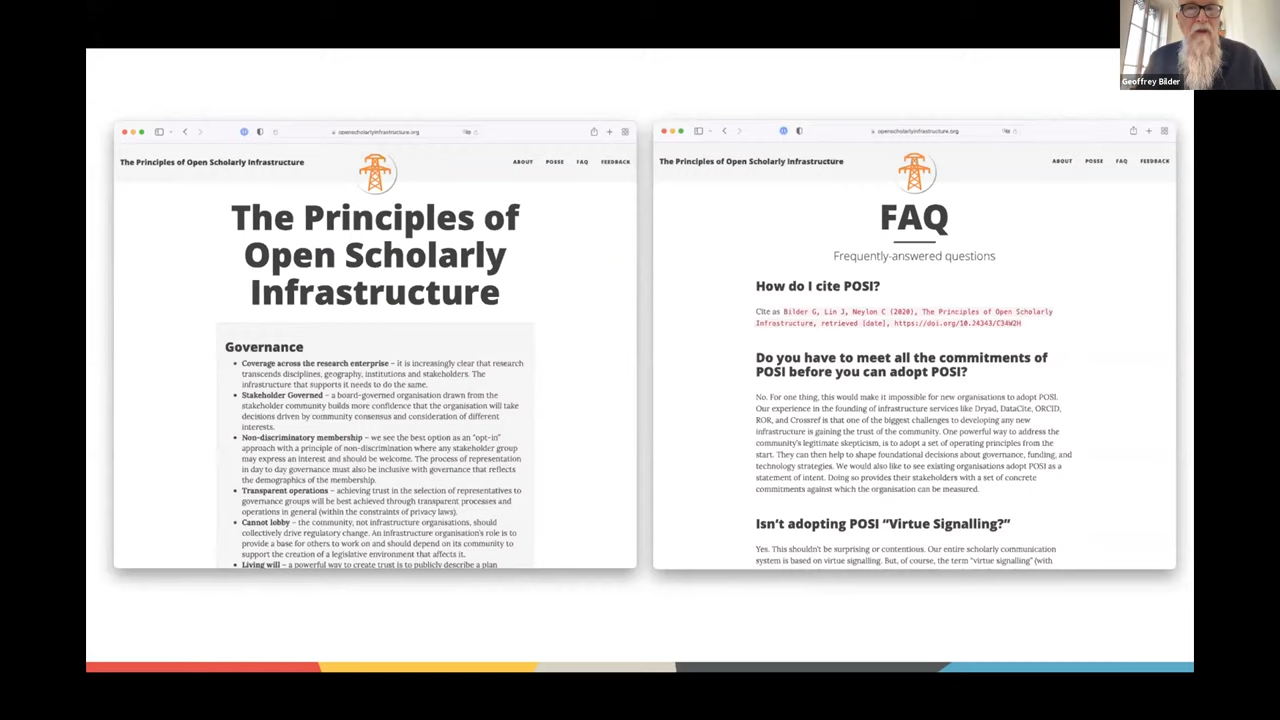 Geoffrey Bilder
openscholarlyinfrastructure.org
The Principles of Open Scholarly Infrastructure
ABOUT POSSE FAQ FEEDBACK
The Principles of
Open Scholarly
Infrastructure
Governance
• Coverage across the research enterprise – it is increasingly clear that research
transcends disciplines, geography, institutions and stakeholders. The
infrastructure that supports it needs to do the same.
• Stakeholder Governed – a board-governed organisation drawn from the
stakeholder community builds more confidence that the organisation will take
decisions driven by community consensus and consideration of different
interests.
• Non-discriminatory membership – we see the best option as an "opt-in"
approach with a principle of non-discrimination where any stakeholder group
may express an interest and should be welcome. The process of representation
in day to day governance must also be inclusive with governance that reflects
the demographics of the membership.
• Transparent operations – achieving trust in the selection of representatives to
governance groups will be best achieved through transparent processes and
operations in general (within the constraints of privacy laws).
• Cannot lobby – the community, not infrastructure organisations, should
collectively drive regulatory change. An infrastructure organisation's role is to
provide a base for others to work on and should depend on its community to
support the creation of a legislative environment that affects it.
• Living will – a powerful way to create trust is to publicly describe a plan
openscholarlyinfrastructure.org
The Principles of Open Scholarly Infrastructure
ABOUT POSSE FAQ FEEDBACK
FAQ
Frequently-answered questions
How do I cite POSI?
Cite as Bilder G, Lin J, Neylon C (2020), The Principles of Open Scholarly
Infrastructure, retrieved [date], https://doi.org/10.24343/C34W2H
Do you have to meet all the commitments of
POSI before you can adopt POSI?
No. For one thing, this would make it impossible for new organisations to adopt POSI.
Our experience in the founding of infrastructure services like Dryad, DataCite, ORCID,
ROR, and Crossref is that one of the biggest challenges to developing any new
infrastructure is gaining the trust of the community. One powerful way to address the
community's legitimate skepticism, is to adopt a set of operating principles from the
start. They can then help to shape foundational decisions about governance, funding, and
technology strategies. We would also like to see existing organisations adopt POSI as a
statement of intent. Doing so provides their stakeholders with a set of concrete
commitments against which the organisation can be measured.
Isn't adopting POSI "Virtue Signalling?"
Yes. This shouldn't be surprising or contentious. Our entire scholarly communication
system is based on virtue signalling. But, of course, the term "virtue signalling" (with